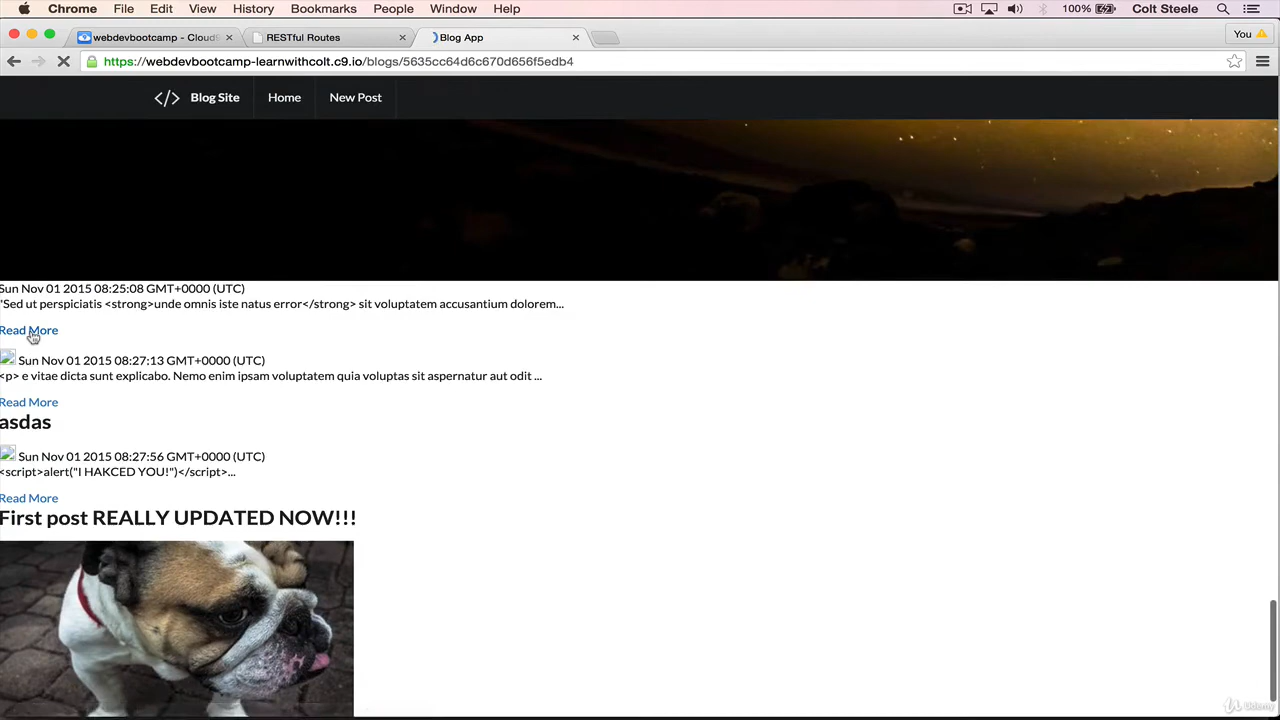 Chrome File Edit View History Bookmarks People Window Help 100% Colt Steele
webdevbootcamp - Cloud9 RESTful Routes Blog App You
https://webdevbootcamp-learnwithcolt.c9.io/blogs/5635cc64d6c670d656f5edb4
</> Blog Site Home New Post
Sun Nov 01 2015 08:25:08 GMT+0000 (UTC)
"Sed ut perspiciatis <strong>unde omnis iste natus error</strong> sit voluptatem accusantium dolorem...
Read More
Sun Nov 01 2015 08:27:13 GMT+0000 (UTC)
<p> e vitae dicta sunt explicabo. Nemo enim ipsam voluptatem quia voluptas sit aspernatur aut odit ...
Read More
asdas
Sun Nov 01 2015 08:27:56 GMT+0000 (UTC)
<script>alert("I HAKCED YOU!")</script>...
Read More
First post REALLY UPDATED NOW!!!
Udemy